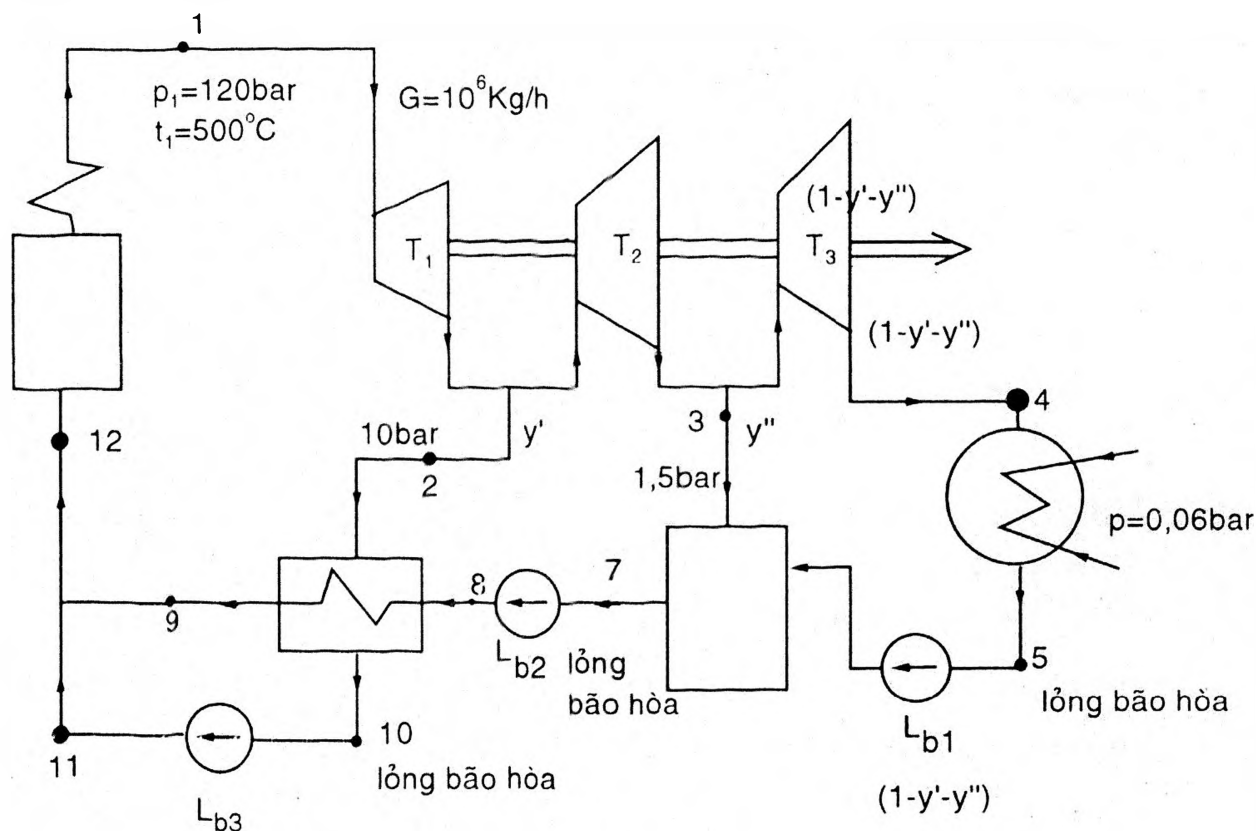 1
p₁=120bar
t₁=500°C
G=10⁶Kg/h
T₁
T₂
T₃
(1-y'-y")
(1-y'-y")
4
p=0,06bar
12
10bar
2
y'
3
y"
1,5bar
9
8
7
L_b2
lỏng
bão hòa
5
lỏng bão hòa
L_b1
(1-y'-y")
11
10
lỏng bão hòa
L_b3